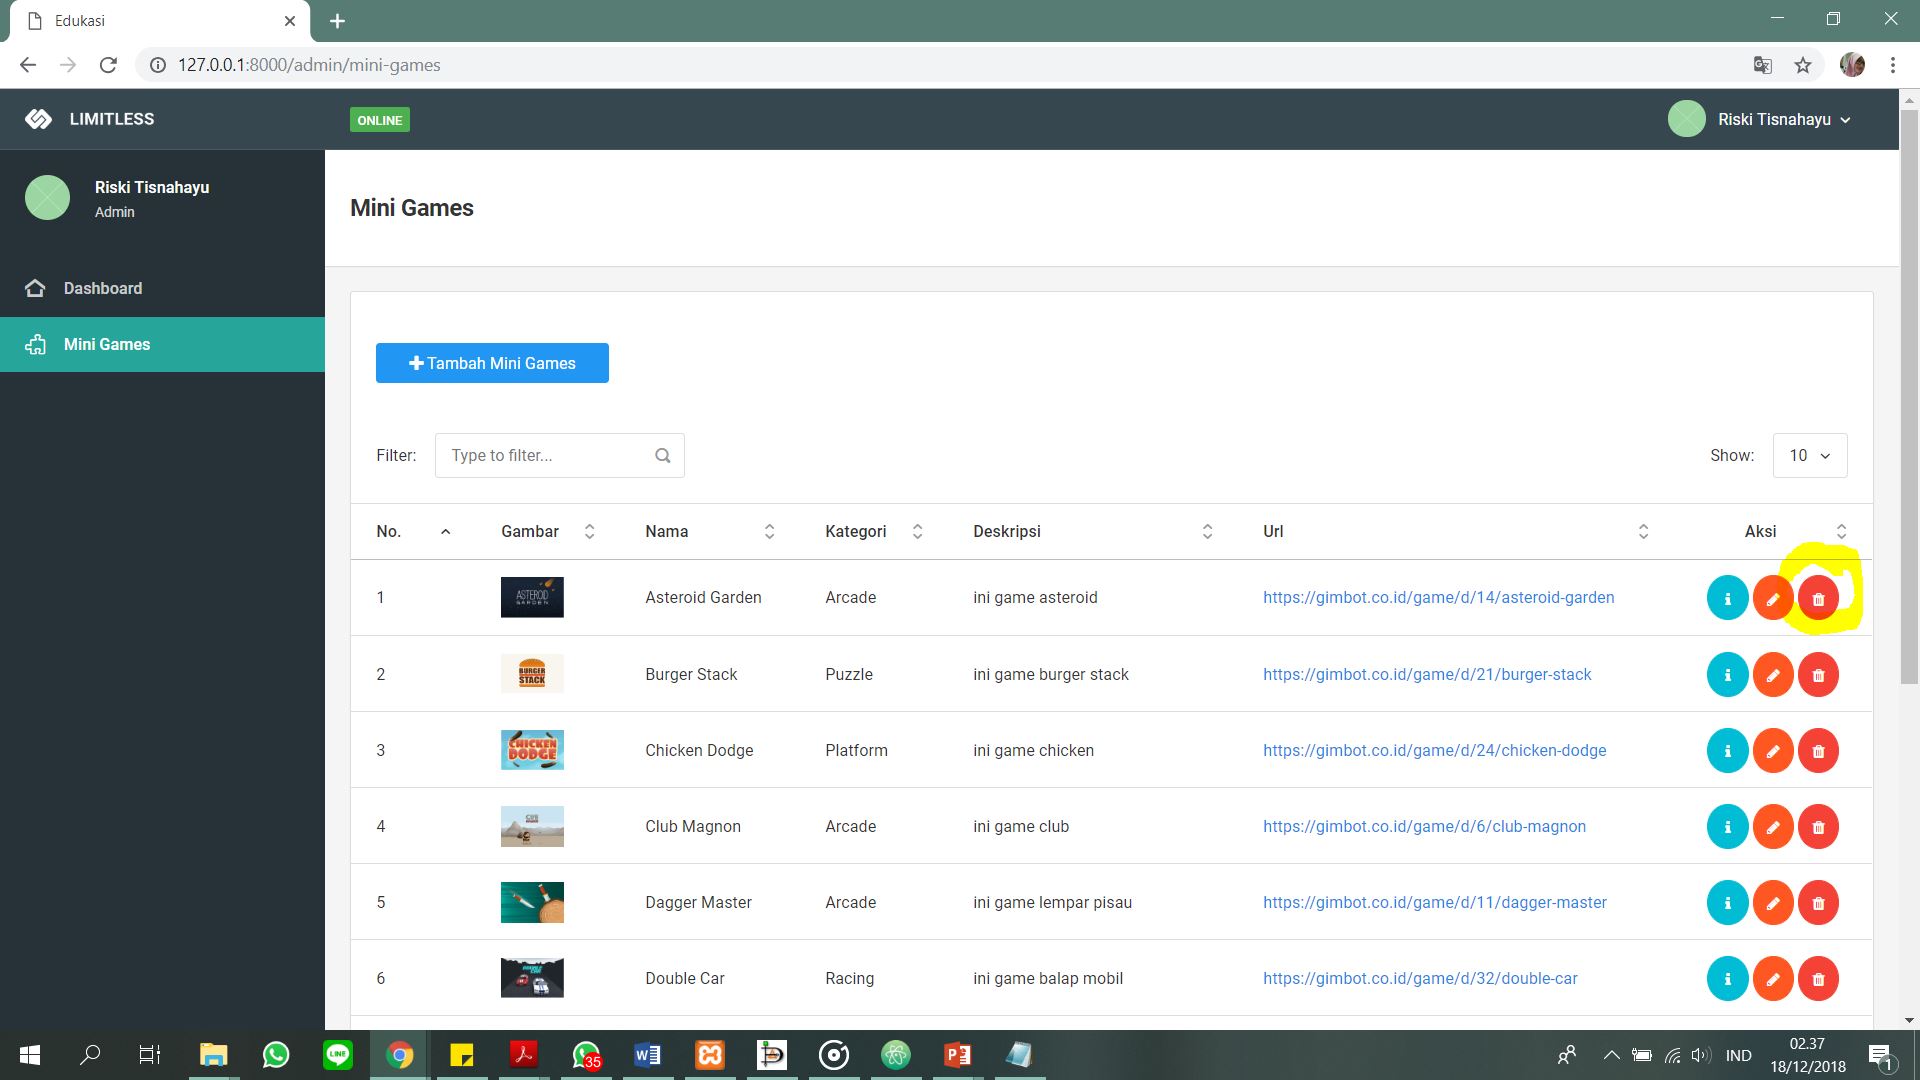 Edukasi
127.0.0.1:8000/admin/mini-games
LIMITLESS
ONLINE
Riski Tisnahayu
Riski Tisnahayu
Admin
Dashboard
Mini Games
Mini Games
Tambah Mini Games
Filter: Type to filter... Show: 10
No. Gambar Nama Kategori Deskripsi Url Aksi
1 ASTEROID GARDEN Asteroid Garden Arcade ini game asteroid https://gimbot.co.id/game/d/14/asteroid-garden
2 BURGER STACK Burger Stack Puzzle ini game burger stack https://gimbot.co.id/game/d/21/burger-stack
3 CHICKEN DODGE Chicken Dodge Platform ini game chicken https://gimbot.co.id/game/d/24/chicken-dodge
4 Club Magnon Arcade ini game club https://gimbot.co.id/game/d/6/club-magnon
5 Dagger Master Arcade ini game lempar pisau https://gimbot.co.id/game/d/11/dagger-master
6 Double Car Racing ini game balap mobil https://gimbot.co.id/game/d/32/double-car
LINE
35
IND
02.37
18/12/2018
1